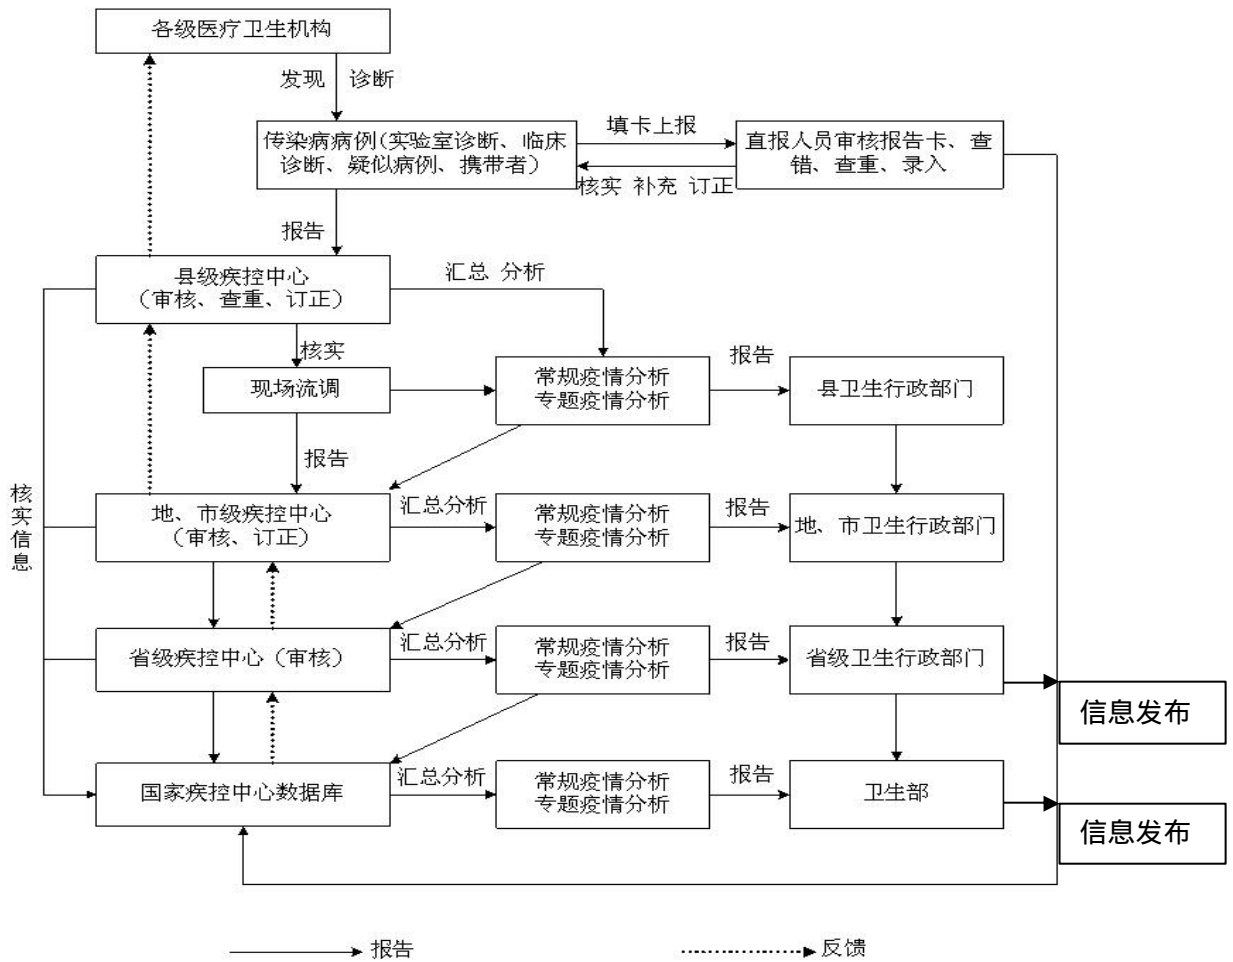 各级医疗卫生机构
发现 诊断
传染病病例(实验室诊断、临床
诊断、疑似病例、携带者)
填卡上报
核实 补充 订正
直报人员审核报告卡、查
错、查重、录入
报告
县级疾控中心
(审核、查重、订正)
汇总 分析
核实
现场流调
常规疫情分析
专题疫情分析
报告
县卫生行政部门
报告
核实信息
地、市级疾控中心
(审核、订正)
汇总分析
常规疫情分析
专题疫情分析
报告
地、市卫生行政部门
省级疾控中心(审核)
汇总分析
常规疫情分析
专题疫情分析
报告
省级卫生行政部门
信息发布
国家疾控中心数据库
汇总分析
常规疫情分析
专题疫情分析
报告
卫生部
信息发布
报告
反馈